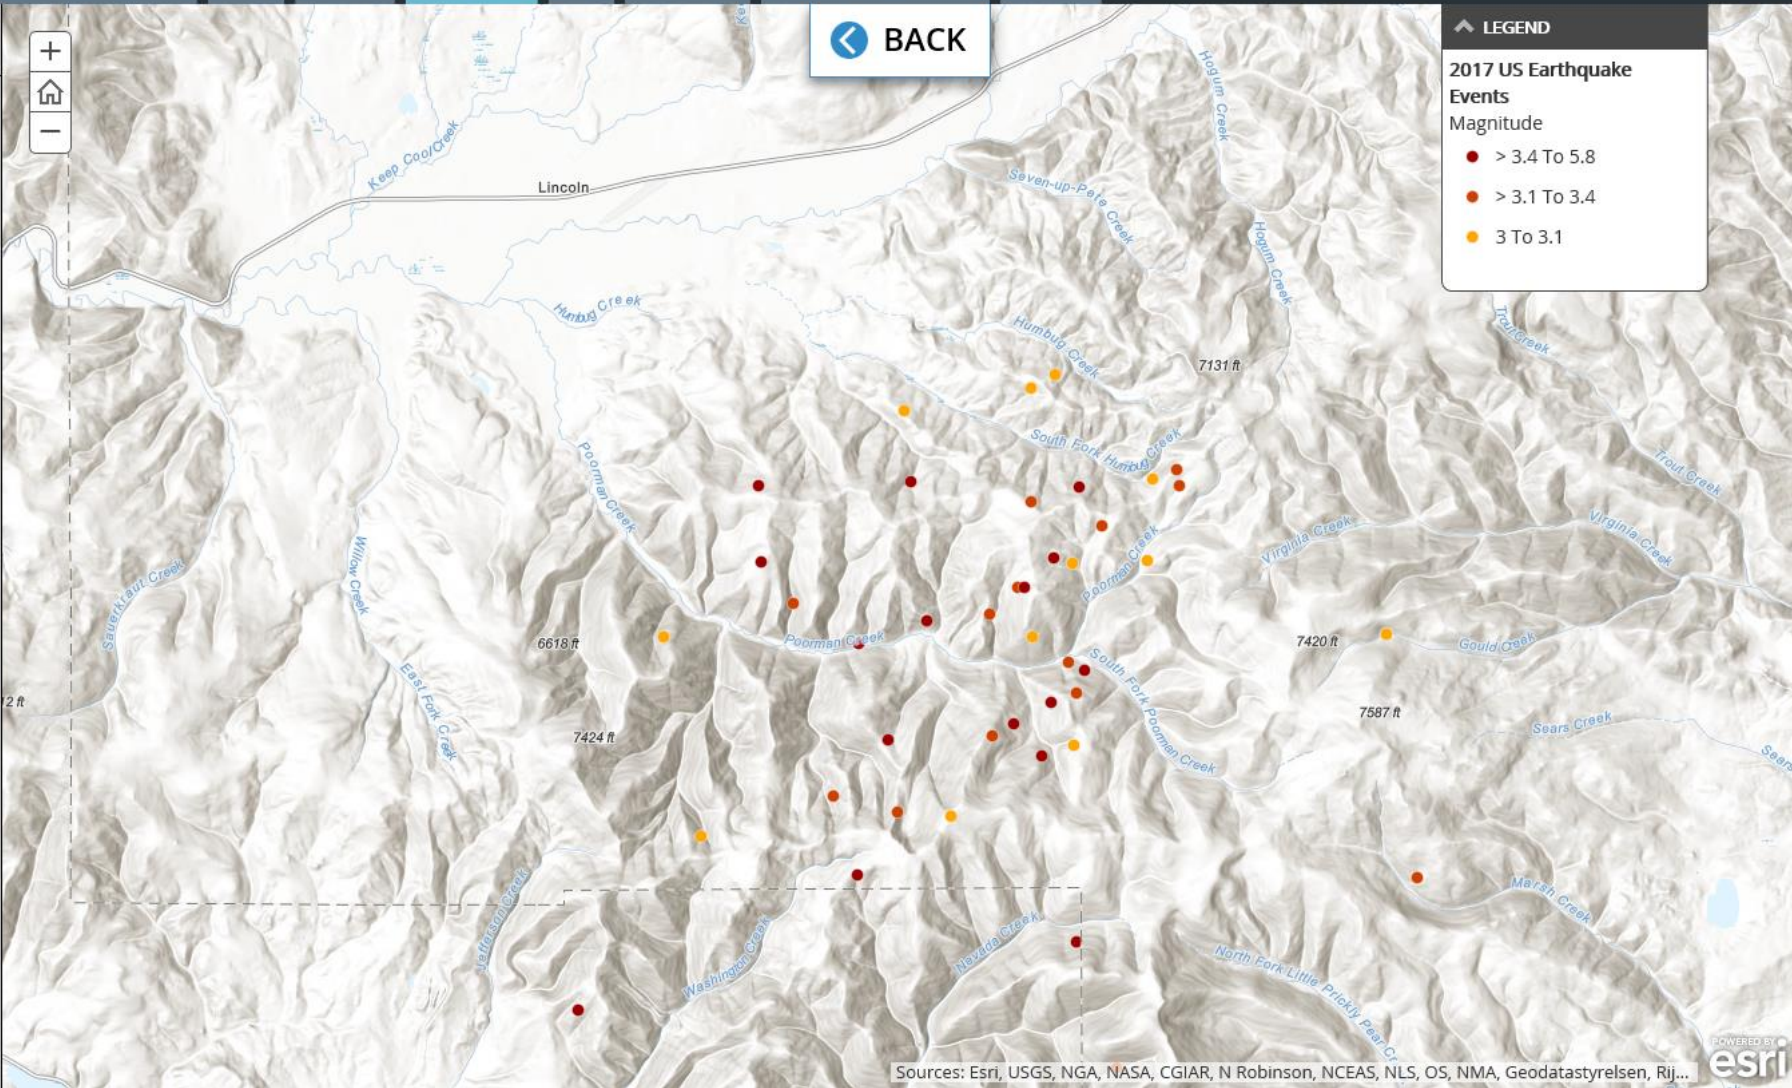 BACK
LEGEND
2017 US Earthquake
Events
Magnitude
> 3.4 To 5.8
> 3.1 To 3.4
3 To 3.1
Keep Cool Creek
Lincoln
Hogum Creek
Seven-up-Pete Creek
Hogum Creek
Humbug Creek
Humbug Creek
7131 ft
Trout Creek
South Fork Humbug Creek
Trout Creek
Poorman Creek
Virginia Creek
Virginia Creek
Willow Creek
Sauerkraut Creek
Poorman Creek
6618 ft
Poorman Creek
7420 ft
Gould Creek
12 ft
East Fork Creek
South Fork Poorman Creek
7587 ft
Sears Creek
7424 ft
Sears
Jefferson Creek
Marsh Creek
Washington Creek
Nevada Creek
North Fork Little Prickly Pear Cr
POWERED BY
esri
Sources: Esri, USGS, NGA, NASA, CGIAR, N Robinson, NCEAS, NLS, OS, NMA, Geodatastyrelsen, Rij...